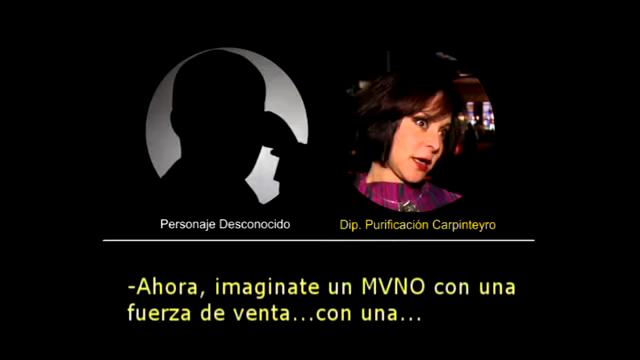 Personaje Desconocido
Dip. Purificación Carpinteyro
-Ahora, imaginate un MVNO con una
fuerza de venta...con una...